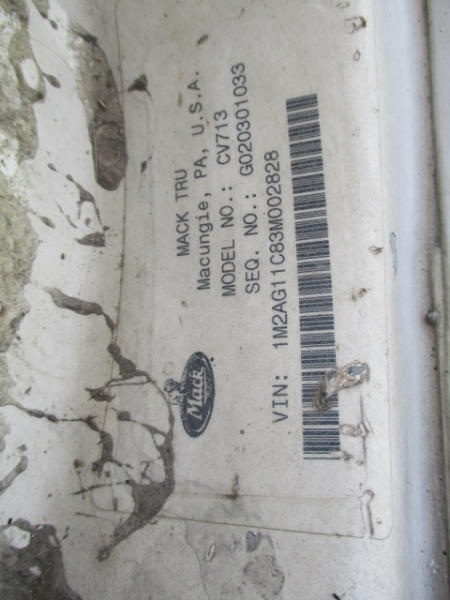 MACK TRU
Macungie, PA, U.S.A.
MODEL NO.: CV713
SEQ. NO.: G020301033
VIN: 1M2AG11C83M002828
Mack